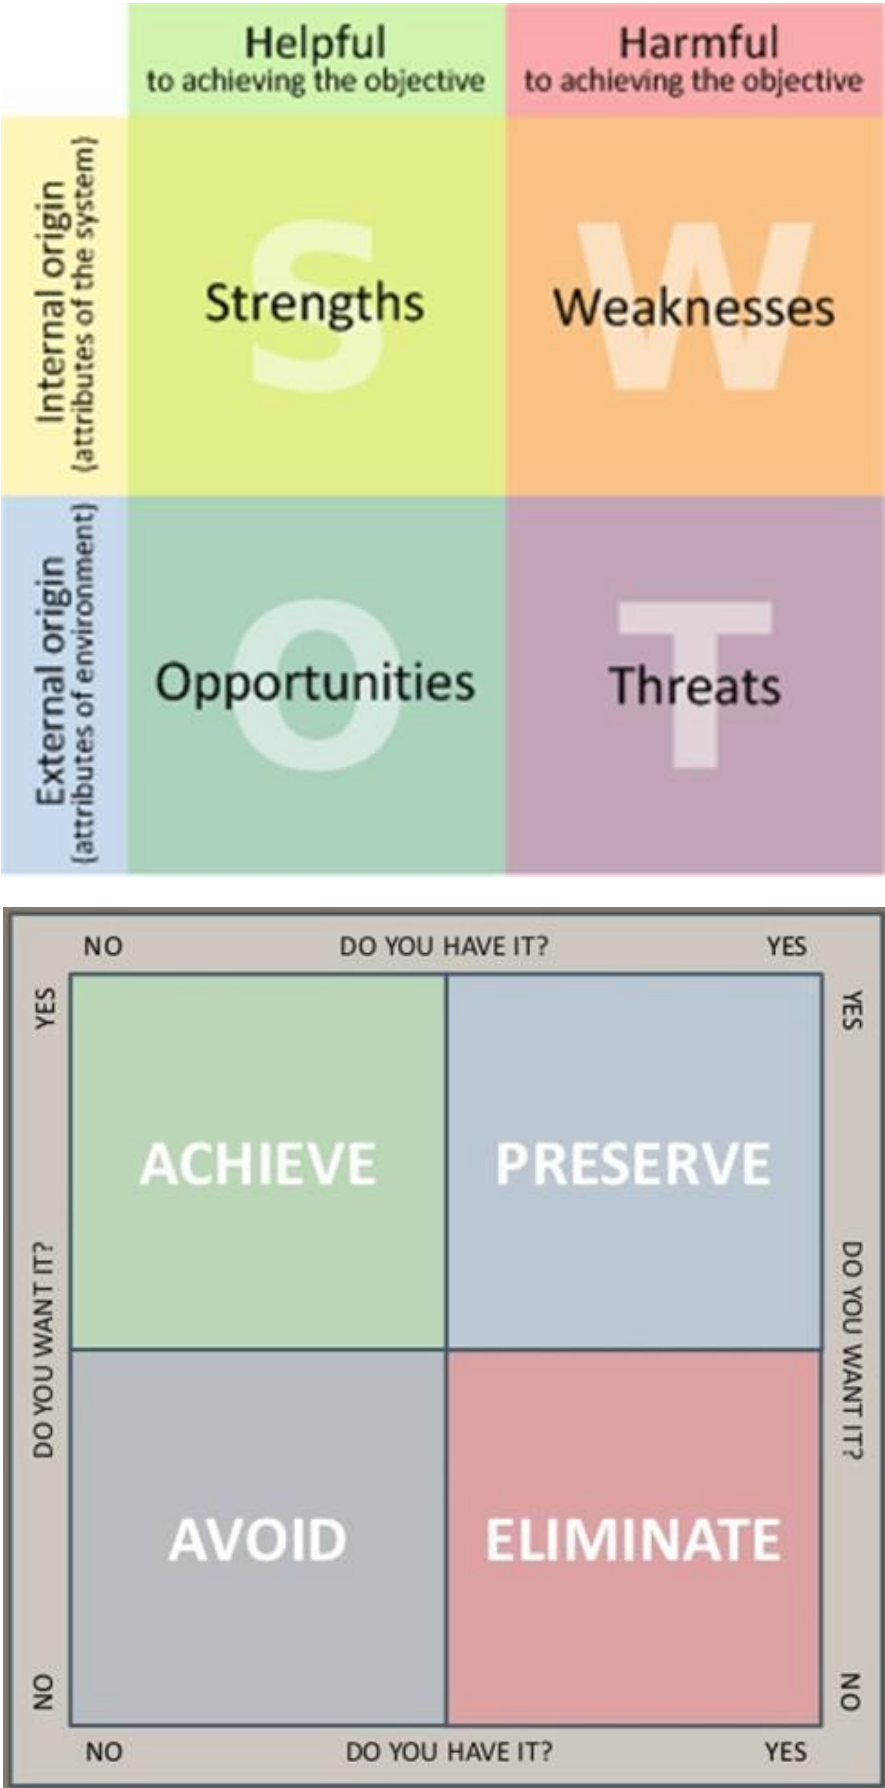 Helpful
to achieving the objective
Harmful
to achieving the objective
Internal origin
(attributes of the system)
S
Strengths
W
Weaknesses
External origin
(attributes of environment)
O
Opportunities
T
Threats
NO DO YOU HAVE IT? YES
YES
DO YOU WANT IT?
NO
ACHIEVE
PRESERVE
AVOID
ELIMINATE
YES
DO YOU WANT IT?
NO
NO DO YOU HAVE IT? YES